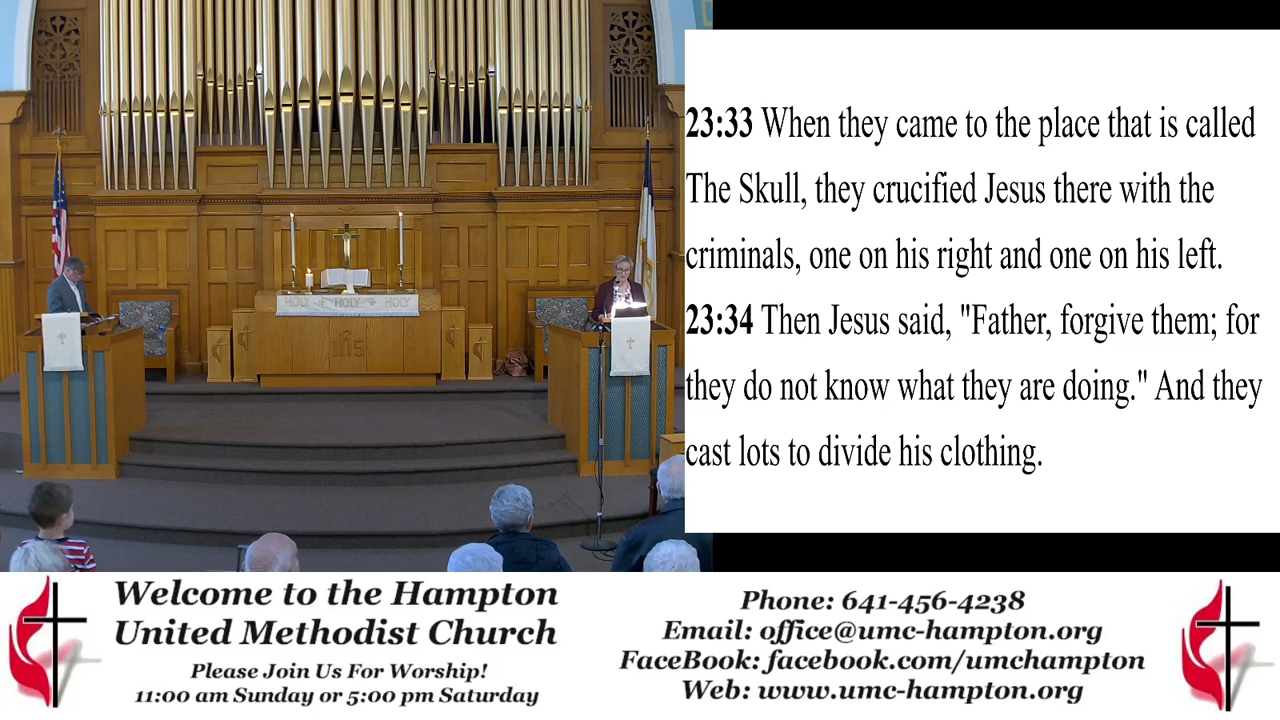 HOLY HOLY HOLY
ihs
23:33 When they came to the place that is called
The Skull, they crucified Jesus there with the
criminals, one on his right and one on his left.
23:34 Then Jesus said, "Father, forgive them; for
they do not know what they are doing." And they
cast lots to divide his clothing.
Welcome to the Hampton
United Methodist Church
Please Join Us For Worship!
11:00 am Sunday or 5:00 pm Saturday
Phone: 641-456-4238
Email: office@umc-hampton.org
FaceBook: facebook.com/umchampton
Web: www.umc-hampton.org